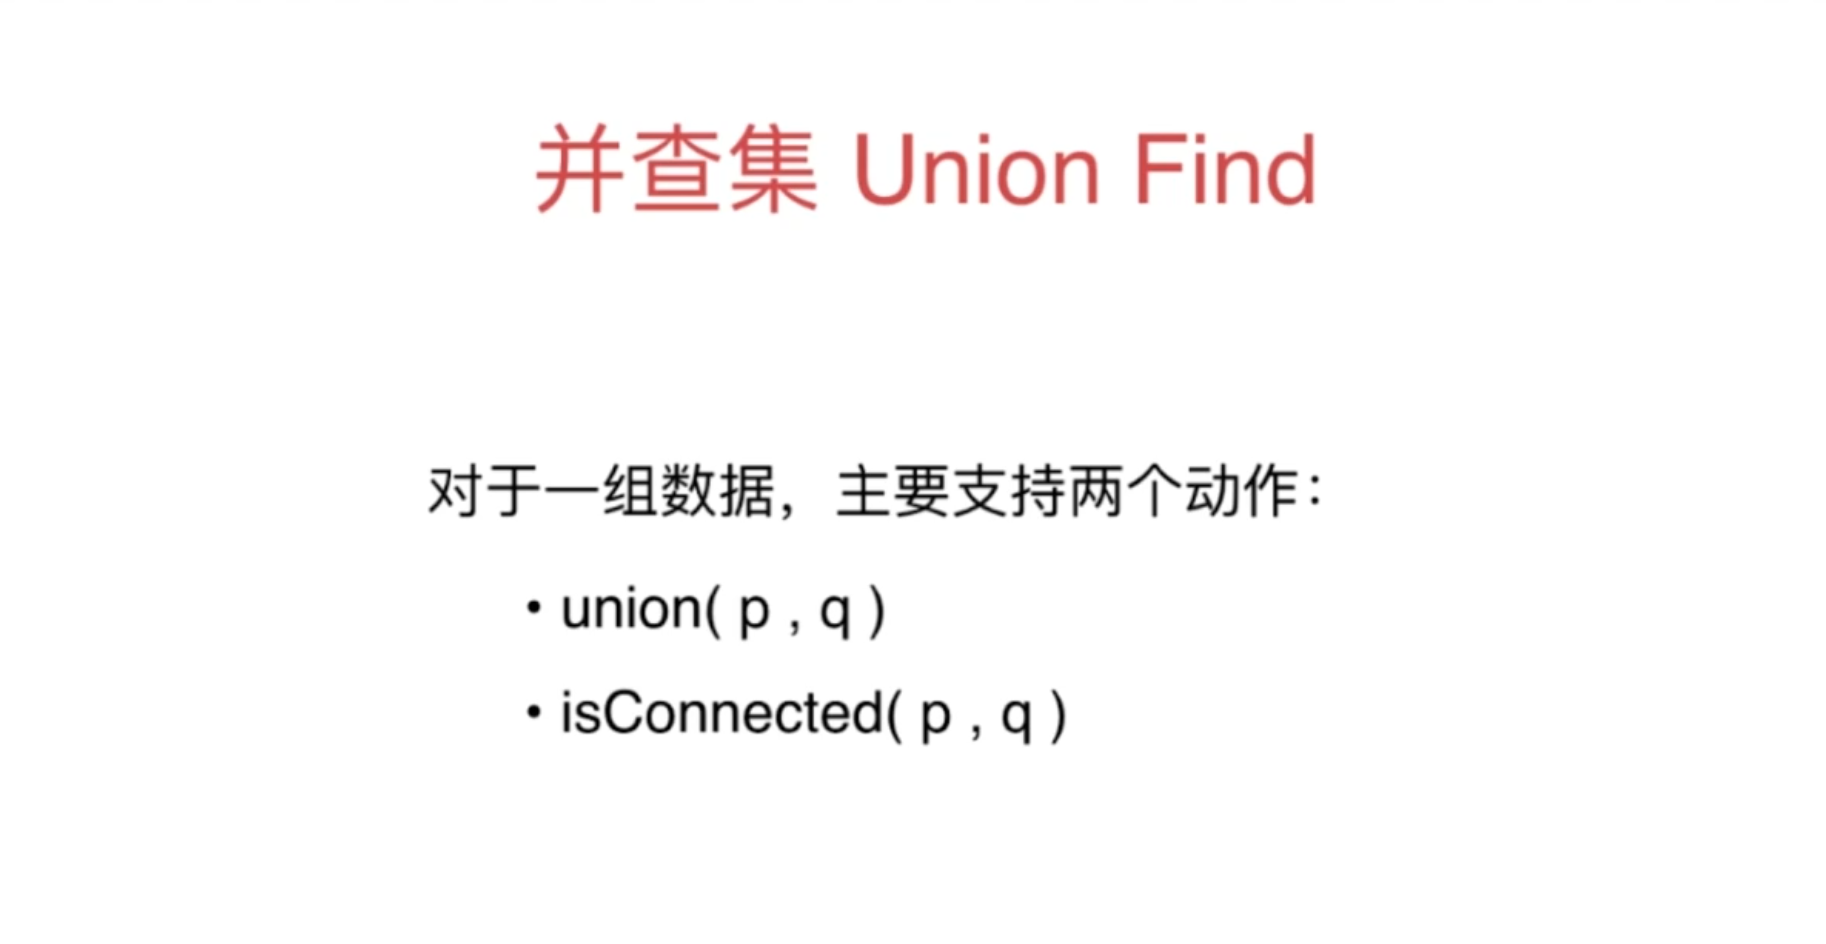 并查集 Union Find
对于一组数据，主要支持两个动作：
• union( p , q )
• isConnected( p , q )